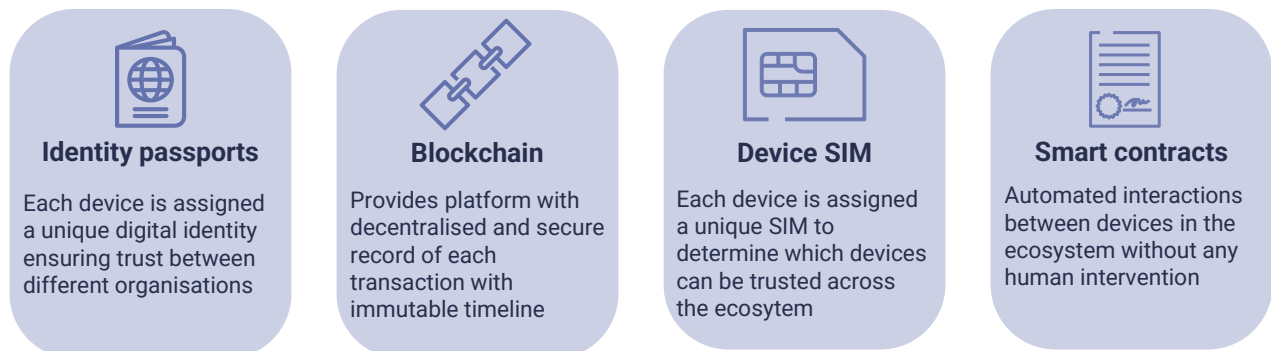 Identity passports
Each device is assigned
a unique digital identity
ensuring trust between
different organisations
Blockchain
Provides platform with
decentralised and secure
record of each
transaction with
immutable timeline
Device SIM
Each device is assigned
a unique SIM to
determine which devices
can be trusted across
the ecosytem
Smart contracts
Automated interactions
between devices in the
ecosystem without any
human intervention